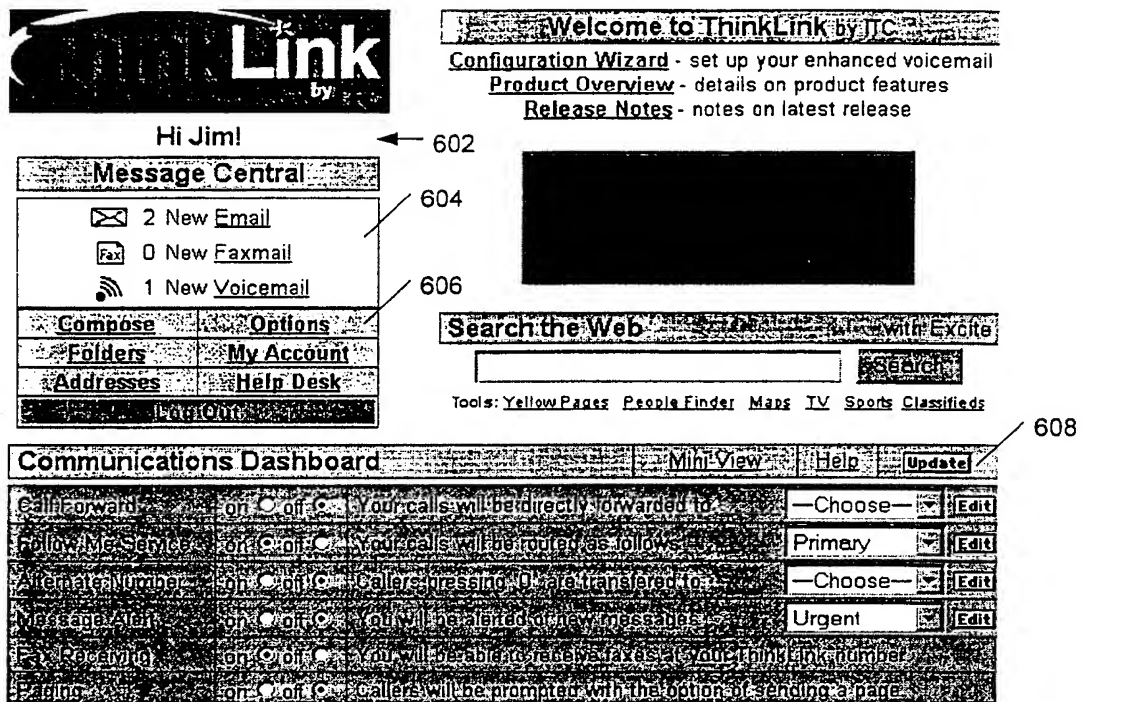 thinkLink
by
Hi Jim!
602
Message Central
604
2 New Email
Fax 0 New Faxmail
1 New Voicemail
606
Compose Options
Folders My Account
Addresses Help Desk
Log Out
Welcome to ThinkLink by ITC
Configuration Wizard - set up your enhanced voicemail
Product Overview - details on product features
Release Notes - notes on latest release
Search the Web with Excite
Search
Tools: Yellow Pages People Finder Maps TV Sports Classifieds
608
Communications Dashboard Mini View Help Update
Call Forward on off Your calls will be directly forwarded to —Choose— Edit
Follow Me Service on off Your calls will be routed as follows Primary Edit
Alternate Number on off Callers pressing '0' are transfered to —Choose— Edit
Message Alert on off You will be alerted of new messages Urgent Edit
Fax Receiving on off You will be able to receive faxes at your ThinkLink number
Paging on off Callers will be prompted with the option of sending a page